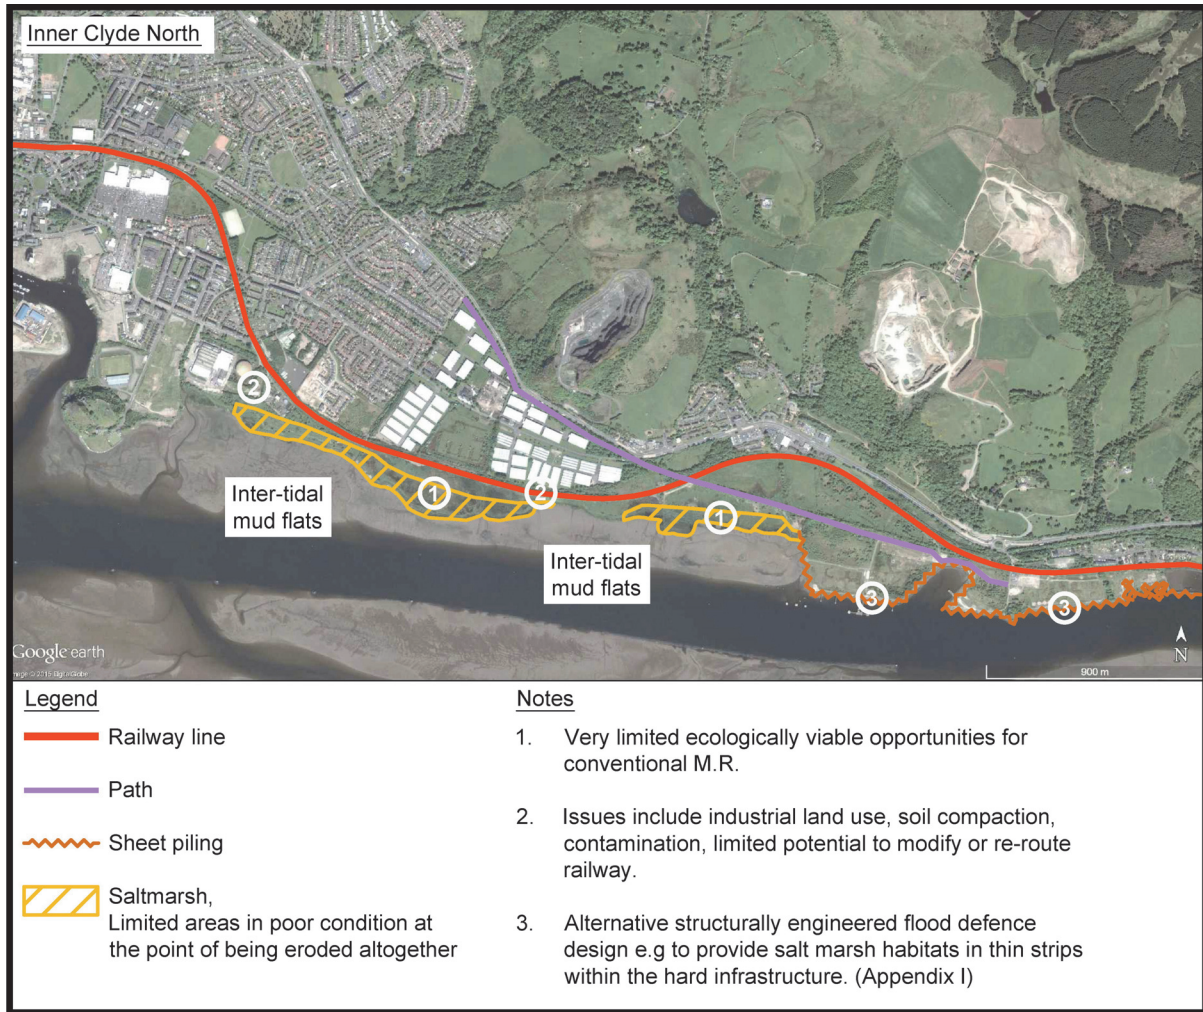 Inner Clyde North
2
1
2
1
Inter-tidal
mud flats
Inter-tidal
mud flats
3
3
Google earth
Image © 2015 DigitalGlobe
N
900 m
Legend
Railway line
Path
Sheet piling
Saltmarsh,
Limited areas in poor condition at
the point of being eroded altogether
Notes
1. Very limited ecologically viable opportunities for
conventional M.R.
2. Issues include industrial land use, soil compaction,
contamination, limited potential to modify or re-route
railway.
3. Alternative structurally engineered flood defence
design e.g to provide salt marsh habitats in thin strips
within the hard infrastructure. (Appendix I)